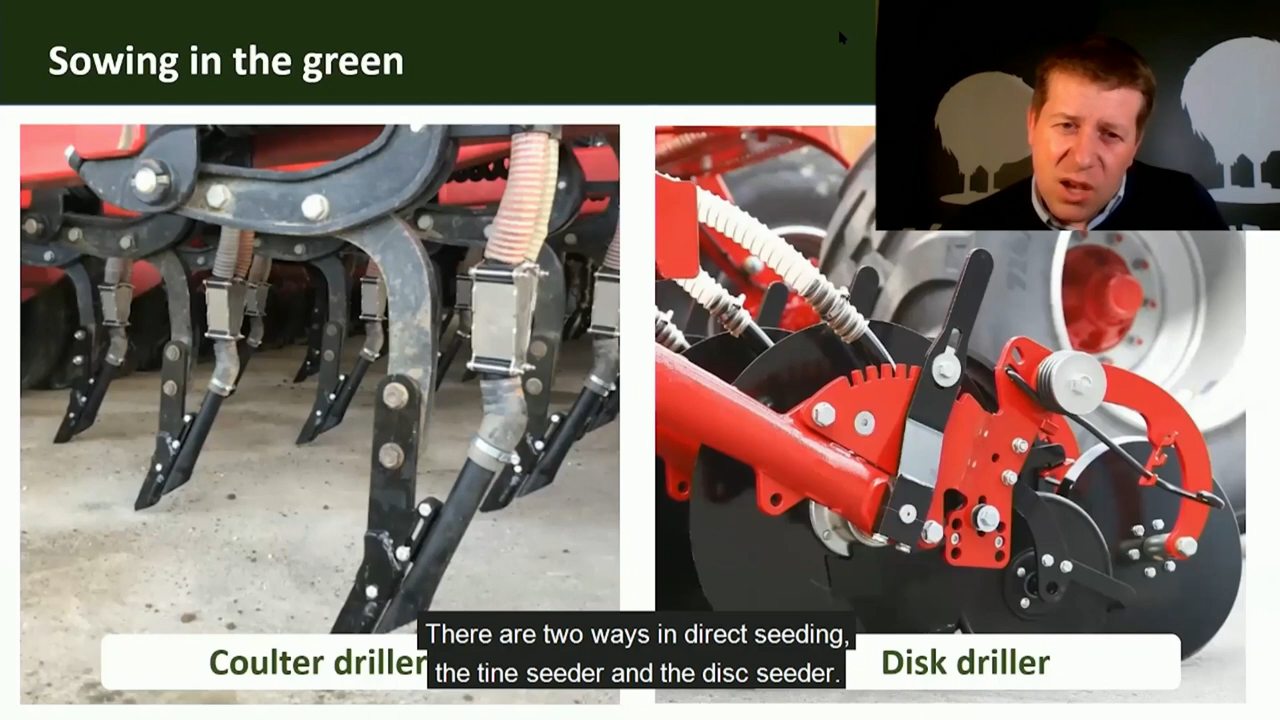 Sowing in the green
Coulter driller
Disk driller
There are two ways in direct seeding,
the tine seeder and the disc seeder.